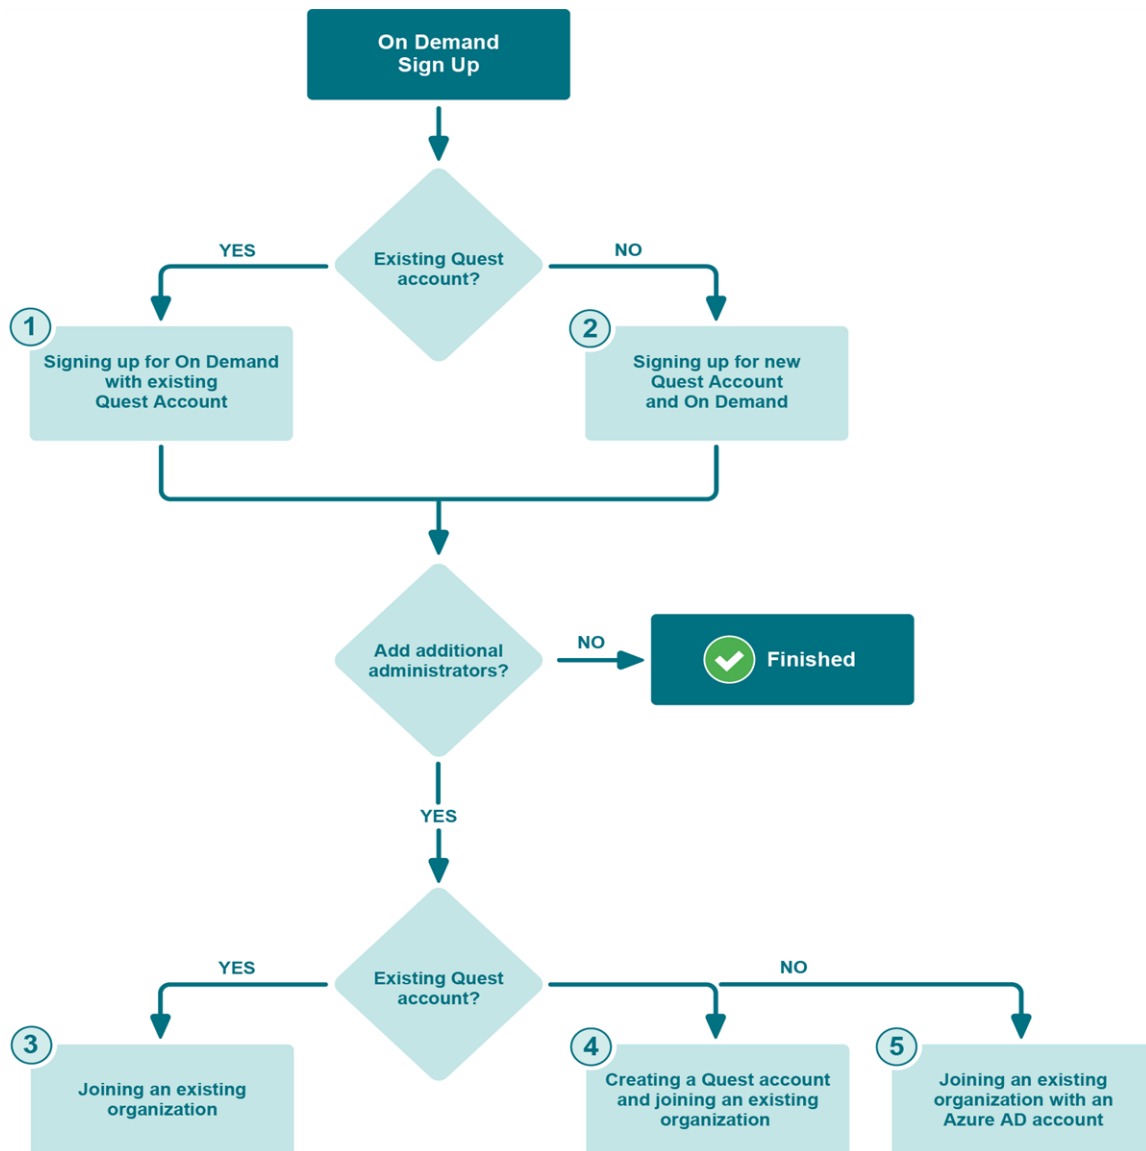 On Demand
Sign Up
Existing Quest
account?
YES
NO
1
Signing up for On Demand
with existing
Quest Account
2
Signing up for new
Quest Account
and On Demand
Add additional
administrators?
NO
Finished
YES
Existing Quest
account?
YES
NO
3
Joining an existing
organization
4
Creating a Quest account
and joining an existing
organization
5
Joining an existing
organization with an
Azure AD account